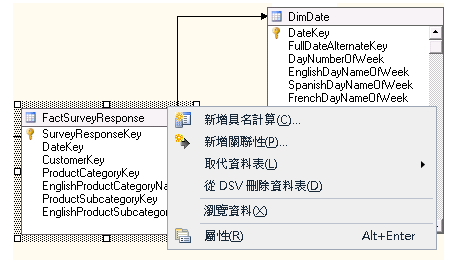 DimDate
DateKey
FullDateAlternateKey
DayNumberOfWeek
EnglishDayNameOfWeek
SpanishDayNameOfWeek
FrenchDayNameOfWeek
FactSurveyResponse
SurveyResponseKey
DateKey
CustomerKey
ProductCategoryKey
EnglishProductCategoryNa
ProductSubcategoryKey
EnglishProductSubcategor
新增具名計算(C)...
新增關聯性(P)...
取代資料表(L)
從 DSV 刪除資料表(D)
瀏覽資料(X)
屬性(R) Alt+Enter